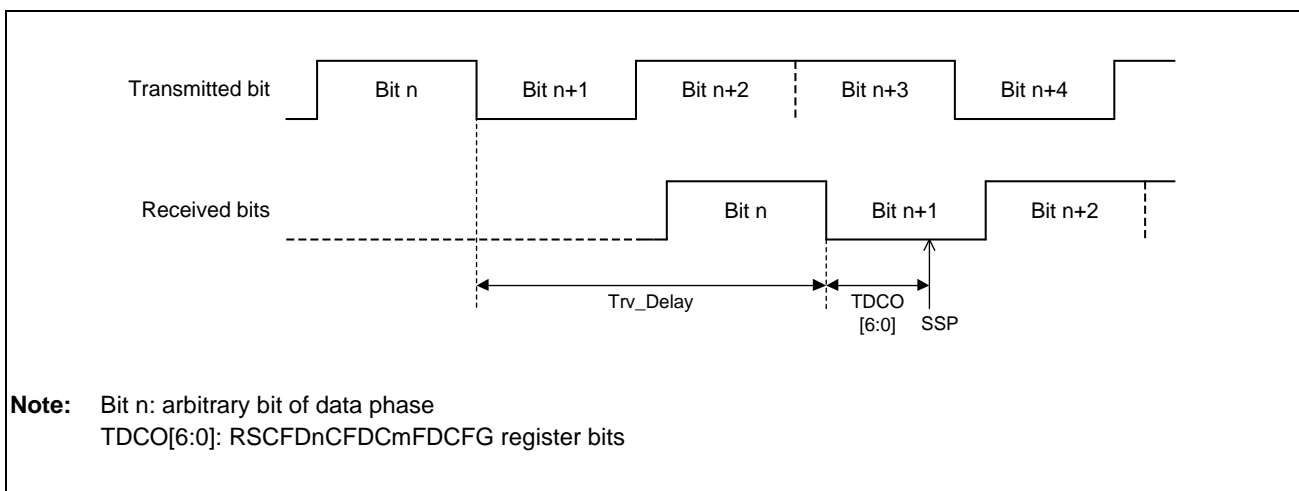 Transmitted bit Bit n Bit n+1 Bit n+2 Bit n+3 Bit n+4
Received bits Bit n Bit n+1 Bit n+2
Trv_Delay TDCO
[6:0] SSP
Note: Bit n: arbitrary bit of data phase
TDCO[6:0]: RSCFDnCFDCmFDCFG register bits